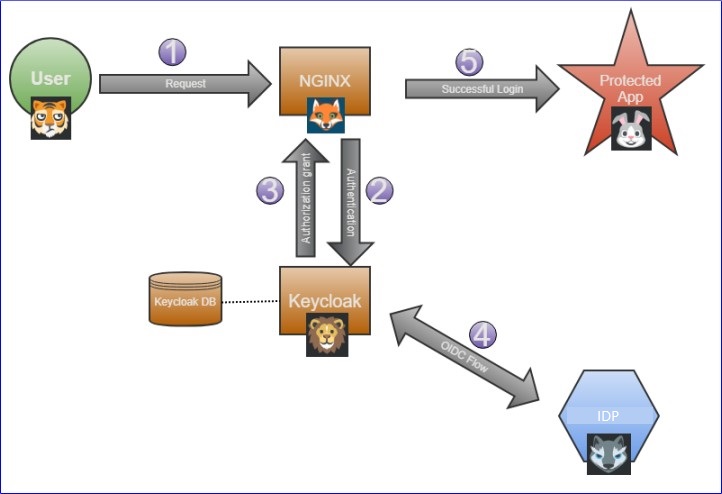 1
5
User
NGINX
Request
Successful Login
Protected
App
3
Authorization grant
Authentication
2
Keycloak DB
Keycloak
4
OIDC Flow
IDP